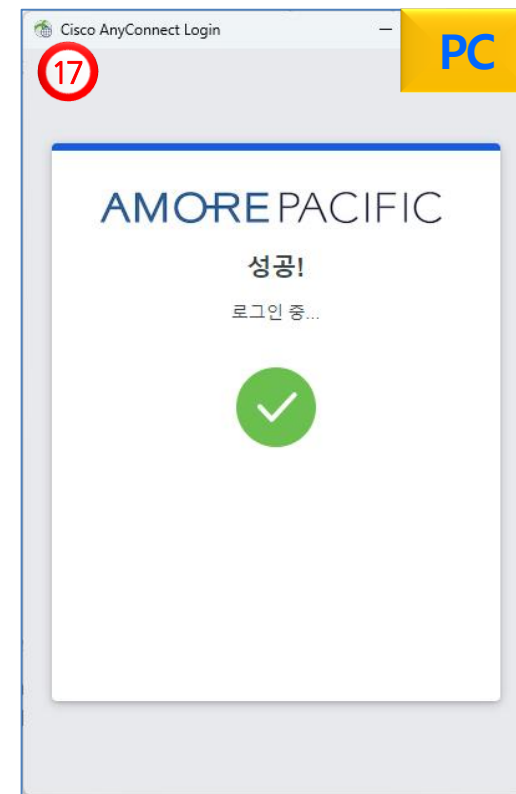 Cisco AnyConnect Login
PC
17
AMOREPACIFIC
성공!
로그인 중...